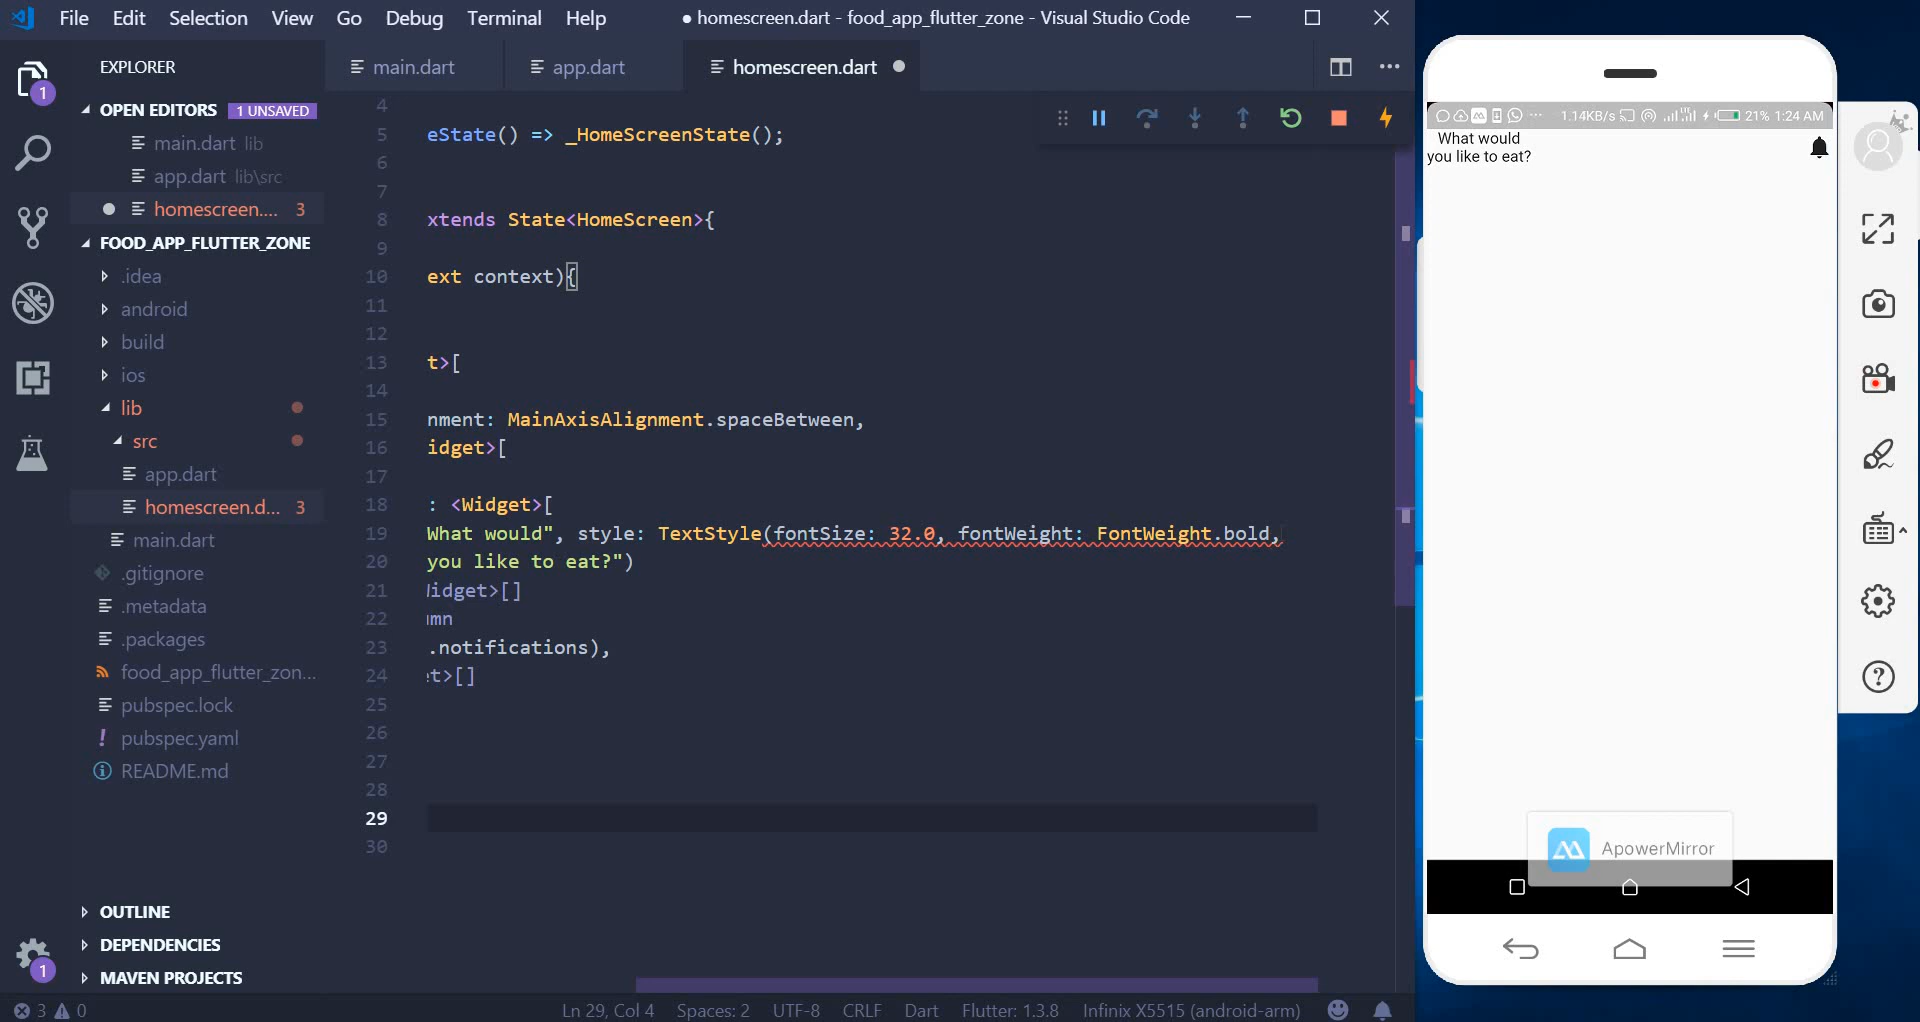 File Edit Selection View Go Debug Terminal Help
● homescreen.dart - food_app_flutter_zone - Visual Studio Code
EXPLORER
main.dart
app.dart
homescreen.dart
1
OPEN EDITORS
1 UNSAVED
main.dart lib
app.dart lib\src
homescreen.... 3
FOOD_APP_FLUTTER_ZONE
.idea
android
build
ios
lib
src
app.dart
homescreen.d... 3
main.dart
.gitignore
.metadata
.packages
food_app_flutter_zon...
pubspec.lock
! pubspec.yaml
README.md
OUTLINE
DEPENDENCIES
MAVEN PROJECTS
1
4
5 eState() => _HomeScreenState();
6
7
8 xtends State<HomeScreen>{
9
10 ext context){
11
12
13 t>[
14
15 nment: MainAxisAlignment.spaceBetween,
16 idget>[
17
18 : <Widget>[
19 What would", style: TextStyle(fontSize: 32.0, fontWeight: FontWeight.bold,
20 you like to eat?")
21 Widget>[]
22 umn
23 .notifications),
24 et>[]
25
26
27
28
29
30
3 0
Ln 29, Col 4
Spaces: 2
UTF-8
CRLF
Dart
Flutter: 1.3.8
Infinix X5515 (android-arm)
1.14KB/s
21% 1:24 AM
What would
you like to eat?
ApowerMirror